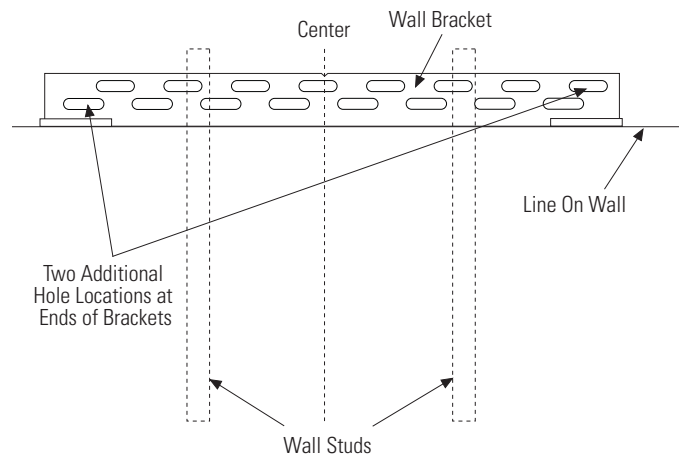 Center
Wall Bracket
Line On Wall
Two Additional
Hole Locations at
Ends of Brackets
Wall Studs